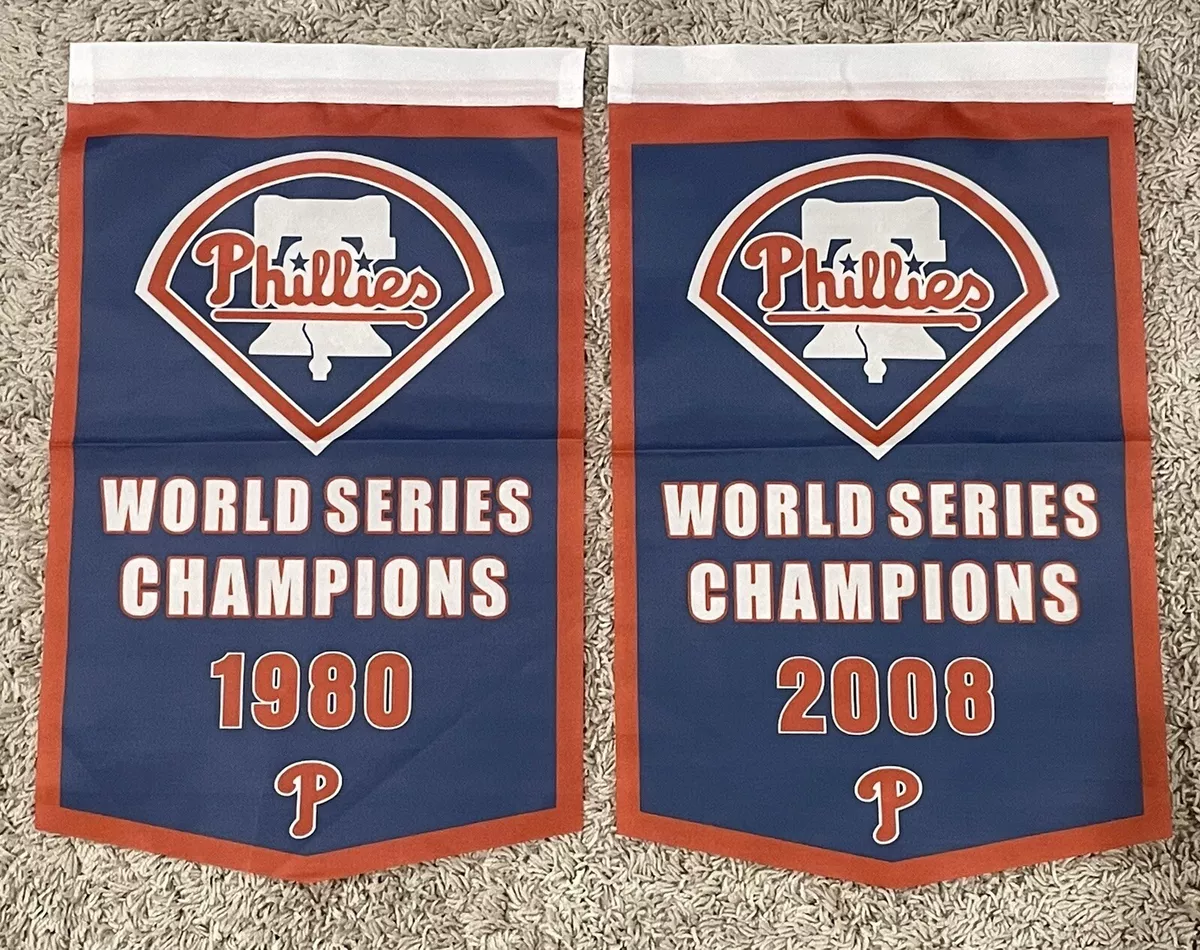 Phillies
WORLD SERIES
CHAMPIONS
1980
P
Phillies
WORLD SERIES
CHAMPIONS
2008
P